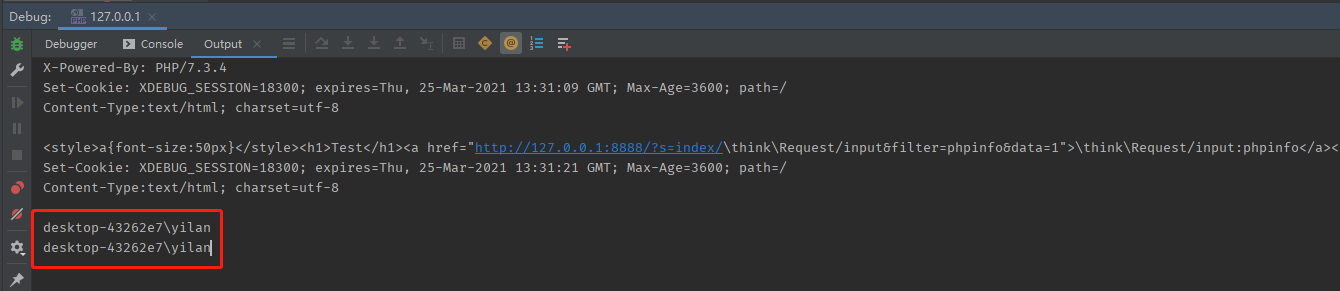 Debug: 127.0.0.1
Debugger Console Output
X-Powered-By: PHP/7.3.4
Set-Cookie: XDEBUG_SESSION=18300; expires=Thu, 25-Mar-2021 13:31:09 GMT; Max-Age=3600; path=/
Content-Type:text/html; charset=utf-8
<style>a{font-size:50px}</style><h1>Test</h1><a href="http://127.0.0.1:8888/?s=index/\think\Request/input&filter=phpinfo&data=1">\think\Request/input:phpinfo</a><
Set-Cookie: XDEBUG_SESSION=18300; expires=Thu, 25-Mar-2021 13:31:21 GMT; Max-Age=3600; path=/
Content-Type:text/html; charset=utf-8
desktop-43262e7\yilan
desktop-43262e7\yilan